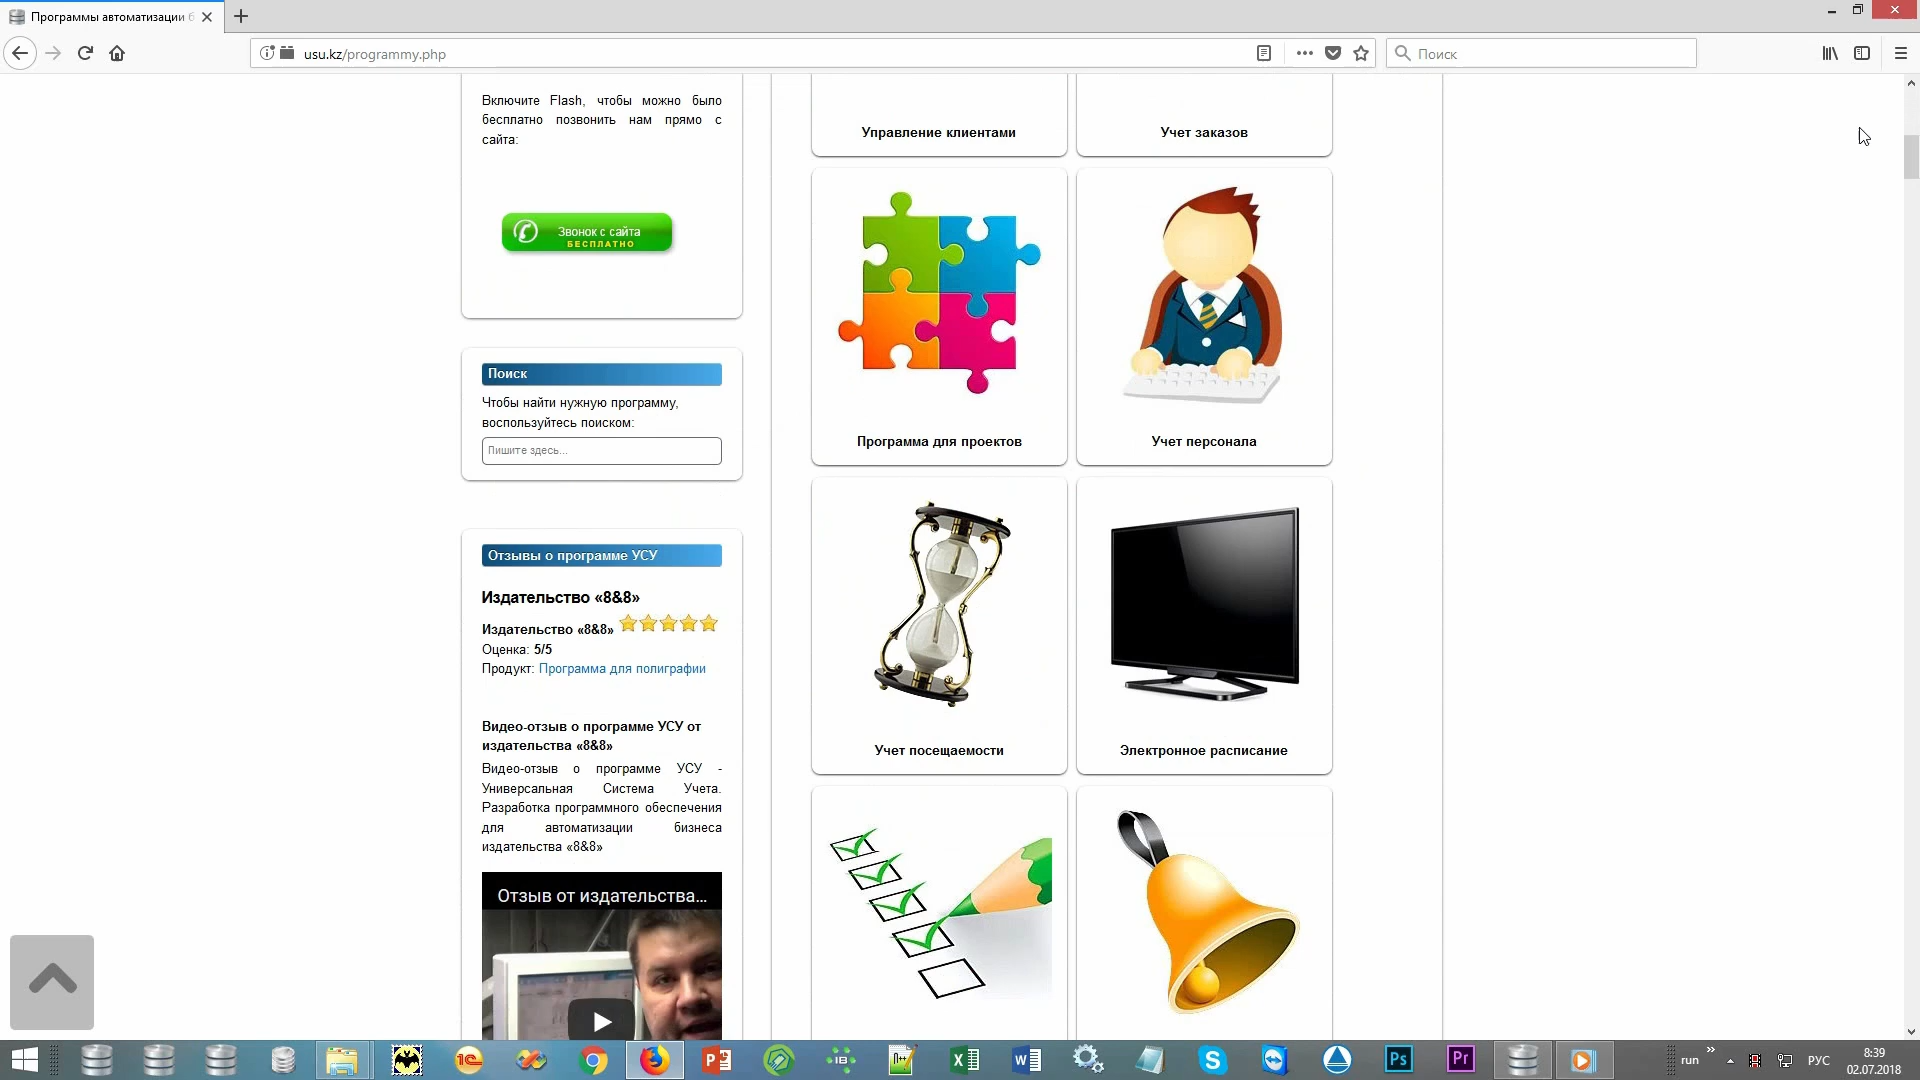 Программы автоматизации б
usu.kz/programmy.php
Поиск
Включите Flash, чтобы можно было
бесплатно позвонить нам прямо с
сайта:
Звонок с сайта
БЕСПЛАТНО
Поиск
Чтобы найти нужную программу,
воспользуйтесь поиском:
Пишите здесь...
Отзывы о программе УСУ
Издательство «8&8»
Издательство «8&8»
Оценка: 5/5
Продукт: Программа для полиграфии
Видео-отзыв о программе УСУ от
издательства «8&8»
Видео-отзыв о программе УСУ -
Универсальная Система Учета.
Разработка программного обеспечения
для автоматизации бизнеса
издательства «8&8»
Отзыв от издательства...
Управление клиентами
Учет заказов
Программа для проектов
Учет персонала
Учет посещаемости
Электронное расписание
run
РУС
8:39
02.07.2018